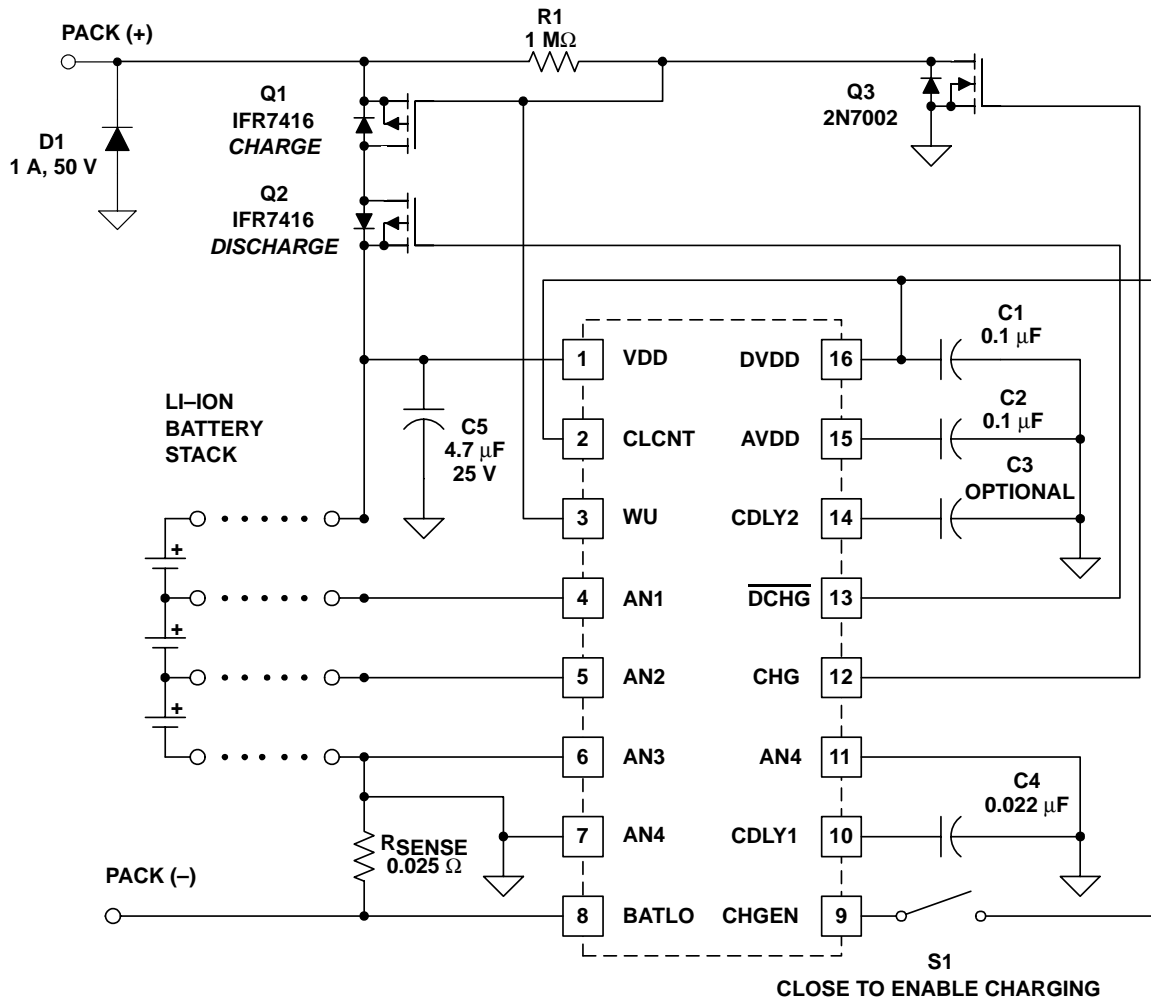 PACK (+)
R1
1 MΩ
Q1
IFR7416
CHARGE
Q3
2N7002
D1
1 A, 50 V
Q2
IFR7416
DISCHARGE
C1
0.1 μF
1 VDD DVDD 16
LI–ION
BATTERY
STACK
C5
4.7 μF
25 V
C2
0.1 μF
2 CLCNT AVDD 15
C3
OPTIONAL
3 WU CDLY2 14
+
4 AN1 DCHG 13
+
5 AN2 CHG 12
+
6 AN3 AN4 11
C4
0.022 μF
RSENSE
0.025 Ω
7 AN4 CDLY1 10
PACK (–)
8 BATLO CHGEN 9
S1
CLOSE TO ENABLE CHARGING